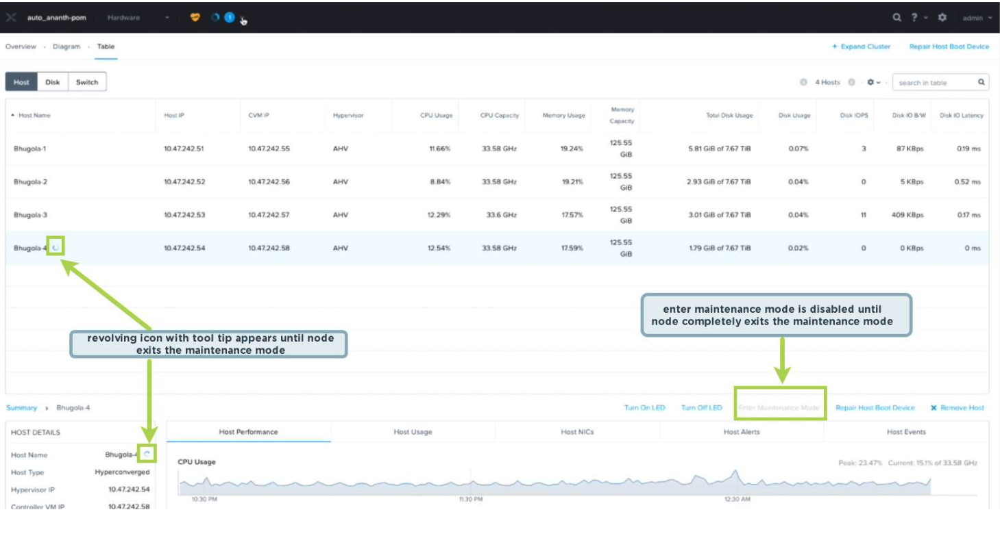 auto_ananth-pom Hardware 1 ? admin
Overview · Diagram · Table + Expand Cluster Repair Host Boot Device
Host Disk Switch 4 Hosts search in table
Host Name Host IP CVM IP Hypervisor CPU Usage CPU Capacity Memory Usage Memory Capacity Total Disk Usage Disk Usage Disk IOPS Disk IO B/W Disk IO Latency
Bhugola-1 10.47.242.51 10.47.242.55 AHV 11.66% 33.58 GHz 19.24% 125.55 GiB 5.81 GiB of 7.67 TiB 0.07% 3 87 KBps 0.19 ms
Bhugola-2 10.47.242.52 10.47.242.56 AHV 8.84% 33.58 GHz 19.21% 125.55 GiB 2.93 GiB of 7.67 TiB 0.04% 0 5 KBps 0.52 ms
Bhugola-3 10.47.242.53 10.47.242.57 AHV 12.29% 33.6 GHz 17.57% 125.55 GiB 3.01 GiB of 7.67 TiB 0.04% 11 409 KBps 0.17 ms
Bhugola-4 10.47.242.54 10.47.242.58 AHV 12.54% 33.58 GHz 17.59% 125.55 GiB 1.79 GiB of 7.67 TiB 0.02% 0 0 KBps 0 ms
enter maintenance mode is disabled until
node completely exits the maintenance mode
revolving icon with tool tip appears until node
exits the maintenance mode
Summary › Bhugola-4 Turn On LED Turn Off LED Enter Maintenance Mode Repair Host Boot Device × Remove Host
HOST DETAILS Host Performance Host Usage Host NICs Host Alerts Host Events
Host Name Bhugola-4
Host Type Hyperconverged
Hypervisor IP 10.47.242.54
Controller VM IP 10.47.242.58
CPU Usage Peak: 23.47% Current: 15.1% of 33.58 GHz
10:30 PM 11:30 PM 12:30 AM